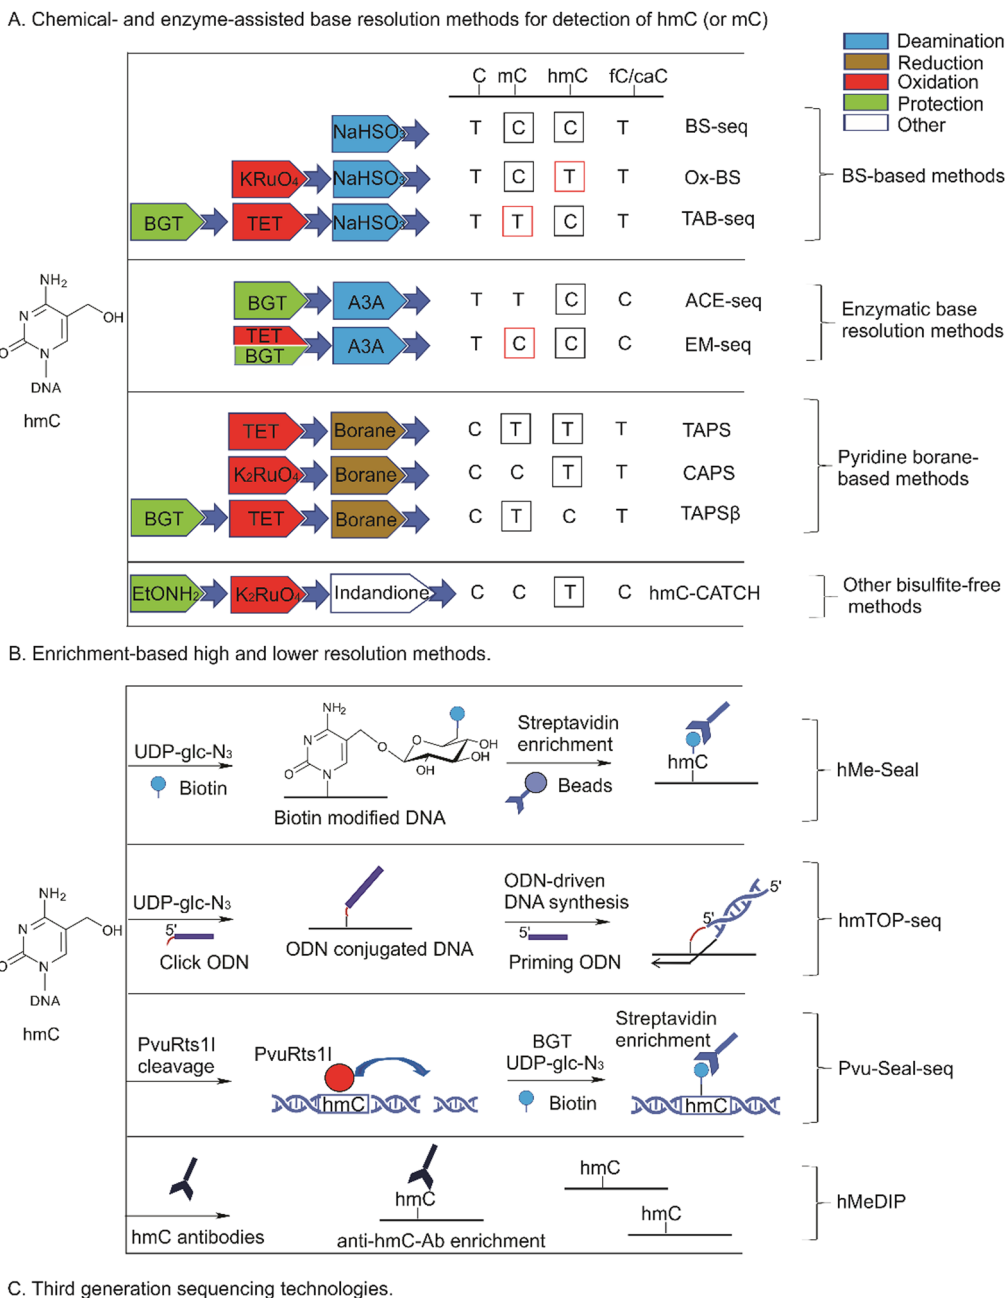 A. Chemical- and enzyme-assisted base resolution methods for detection of hmC (or mC)
Deamination
Reduction
Oxidation
Protection
Other
C mC hmC fC/caC
NaHSO₃ T C C T BS-seq
KRuO₄ NaHSO₃ T C T T Ox-BS
BGT TET NaHSO₃ T T C T TAB-seq
BS-based methods
BGT A3A T T C C ACE-seq
TET
BGT A3A T C C C EM-seq
Enzymatic base
resolution methods
NH₂
N
OH
O
N
DNA
hmC
TET Borane C T T T TAPS
K₂RuO₄ Borane C C T T CAPS
BGT TET Borane C T C T TAPSβ
Pyridine borane-
based methods
EtONH₂ K₂RuO₄ Indandione C C T C hmC-CATCH
Other bisulfite-free
methods
B. Enrichment-based high and lower resolution methods.
UDP-glc-N₃
Biotin
NH₂
N
O
N
O
O
OH
OH
OH
Biotin modified DNA
Streptavidin
enrichment
Beads
hmC
hMe-Seal
NH₂
N
OH
O
N
DNA
hmC
UDP-glc-N₃
5'
Click ODN
ODN conjugated DNA
ODN-driven
DNA synthesis
5'
Priming ODN
5'
5'
hmTOP-seq
PvuRts1I
cleavage
PvuRts1I
hmC
BGT
UDP-glc-N₃
Biotin
Streptavidin
enrichment
hmC
Pvu-Seal-seq
hmC antibodies
hmC
anti-hmC-Ab enrichment
hmC
hmC
hMeDIP
C. Third generation sequencing technologies.